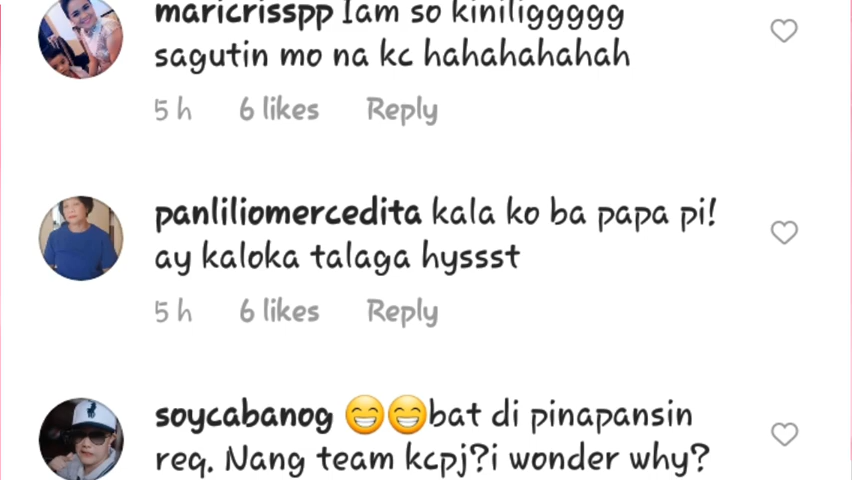 maricrisspp Iam so kiniliggggg
sagutin mo na kc hahahahahah
5 h 6 likes Reply
panliliomercedita kala ko ba papa pi!
ay kaloka talaga hyssst
5 h 6 likes Reply
soycabanog 😁😁bat di pinapansin
req. Nang team kcpj?i wonder why?